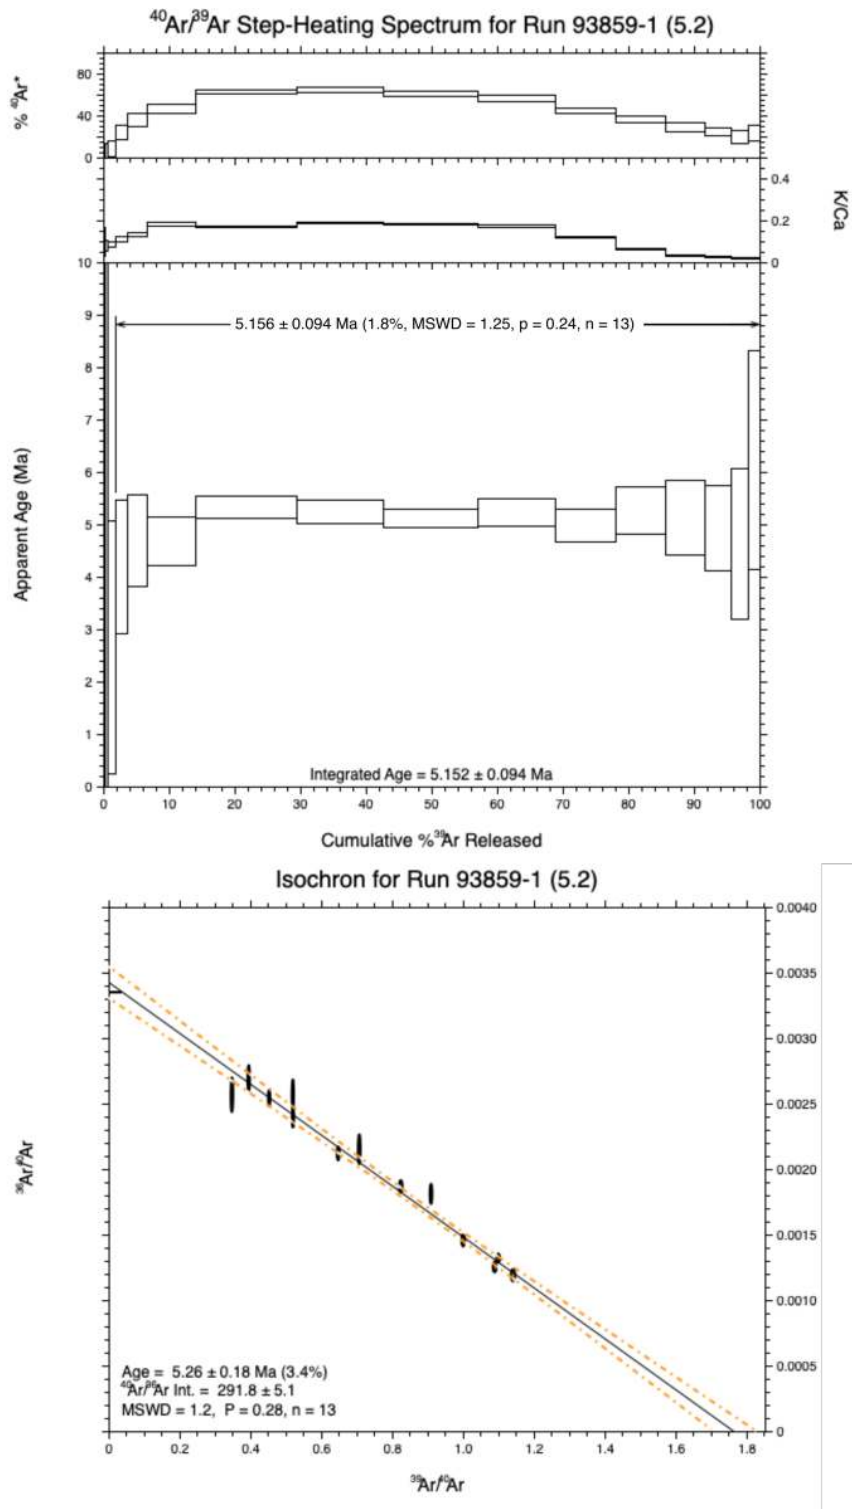 ⁴⁰Ar/³⁹Ar Step-Heating Spectrum for Run 93859-1 (5.2)
% ⁴⁰Ar*
80
40
0
K/Ca
0.4
0.2
0
Apparent Age (Ma)
10
9
8
7
6
5
4
3
2
1
0
5.156 ± 0.094 Ma (1.8%, MSWD = 1.25, p = 0.24, n = 13)
Integrated Age = 5.152 ± 0.094 Ma
0 10 20 30 40 50 60 70 80 90 100
Cumulative %³⁹Ar Released
Isochron for Run 93859-1 (5.2)
³⁶Ar/⁴⁰Ar
0.0040
0.0035
0.0030
0.0025
0.0020
0.0015
0.0010
0.0005
0
Age = 5.26 ± 0.18 Ma (3.4%)
⁴⁰Ar/³⁶Ar Int. = 291.8 ± 5.1
MSWD = 1.2, P = 0.28, n = 13
0 0.2 0.4 0.6 0.8 1.0 1.2 1.4 1.6 1.8
³⁹Ar/⁴⁰Ar